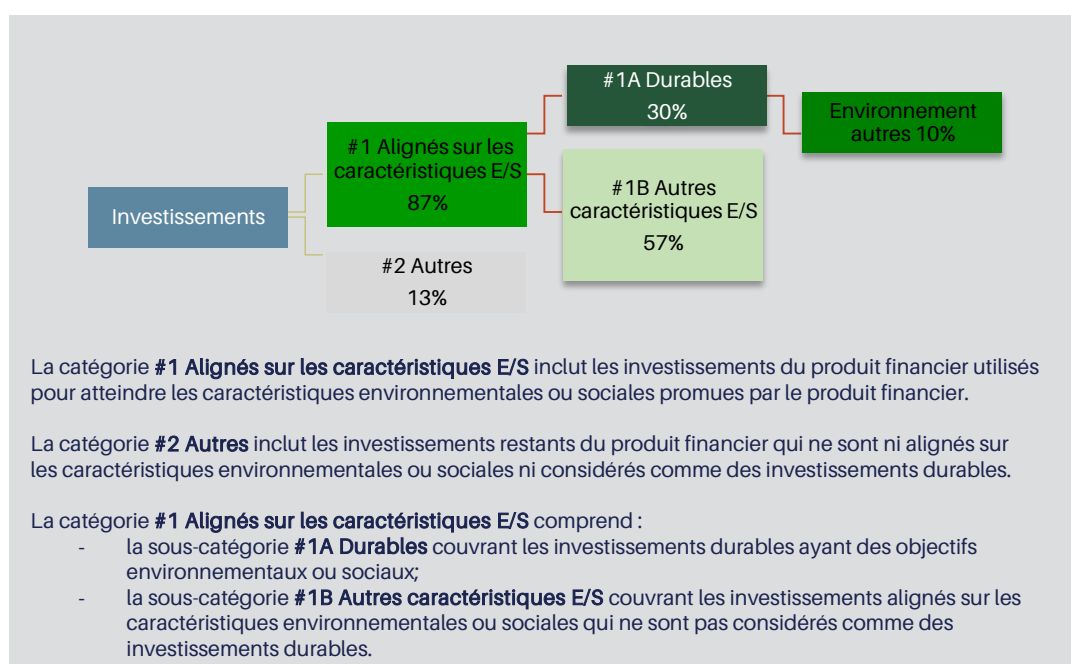 #1A Durables
30%
Environnement
autres 10%
#1 Alignés sur les
caractéristiques E/S
87%
#1B Autres
caractéristiques E/S
57%
Investissements
#2 Autres
13%
La catégorie #1 Alignés sur les caractéristiques E/S inclut les investissements du produit financier utilisés
pour atteindre les caractéristiques environnementales ou sociales promues par le produit financier.
La catégorie #2 Autres inclut les investissements restants du produit financier qui ne sont ni alignés sur
les caractéristiques environnementales ou sociales ni considérés comme des investissements durables.
La catégorie #1 Alignés sur les caractéristiques E/S comprend :
- la sous-catégorie #1A Durables couvrant les investissements durables ayant des objectifs
environnementaux ou sociaux;
- la sous-catégorie #1B Autres caractéristiques E/S couvrant les investissements alignés sur les
caractéristiques environnementales ou sociales qui ne sont pas considérés comme des
investissements durables.